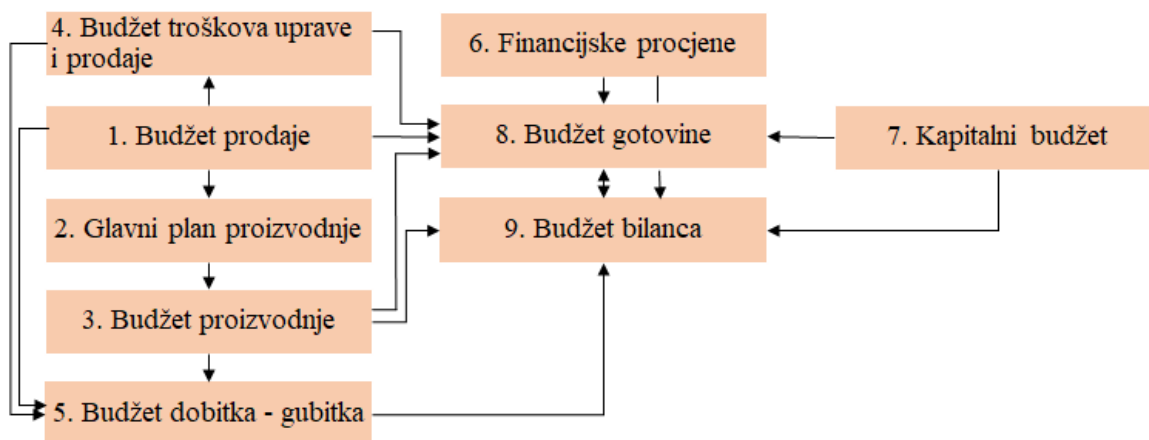 4. Budžet troškova uprave
i prodaje
6. Financijske procjene
1. Budžet prodaje
8. Budžet gotovine
7. Kapitalni budžet
2. Glavni plan proizvodnje
9. Budžet bilanca
3. Budžet proizvodnje
5. Budžet dobitka - gubitka